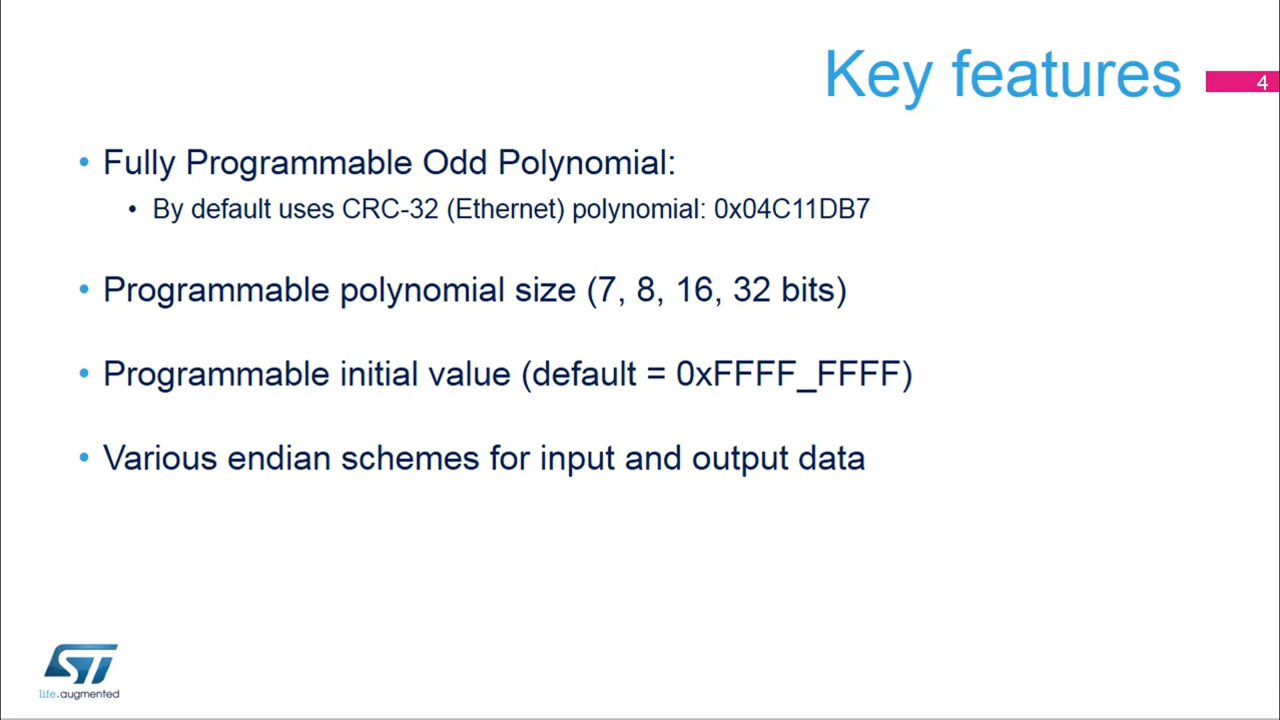 Key features
4
• Fully Programmable Odd Polynomial:
• By default uses CRC-32 (Ethernet) polynomial: 0x04C11DB7
• Programmable polynomial size (7, 8, 16, 32 bits)
• Programmable initial value (default = 0xFFFF_FFFF)
• Various endian schemes for input and output data
ST
life.augmented